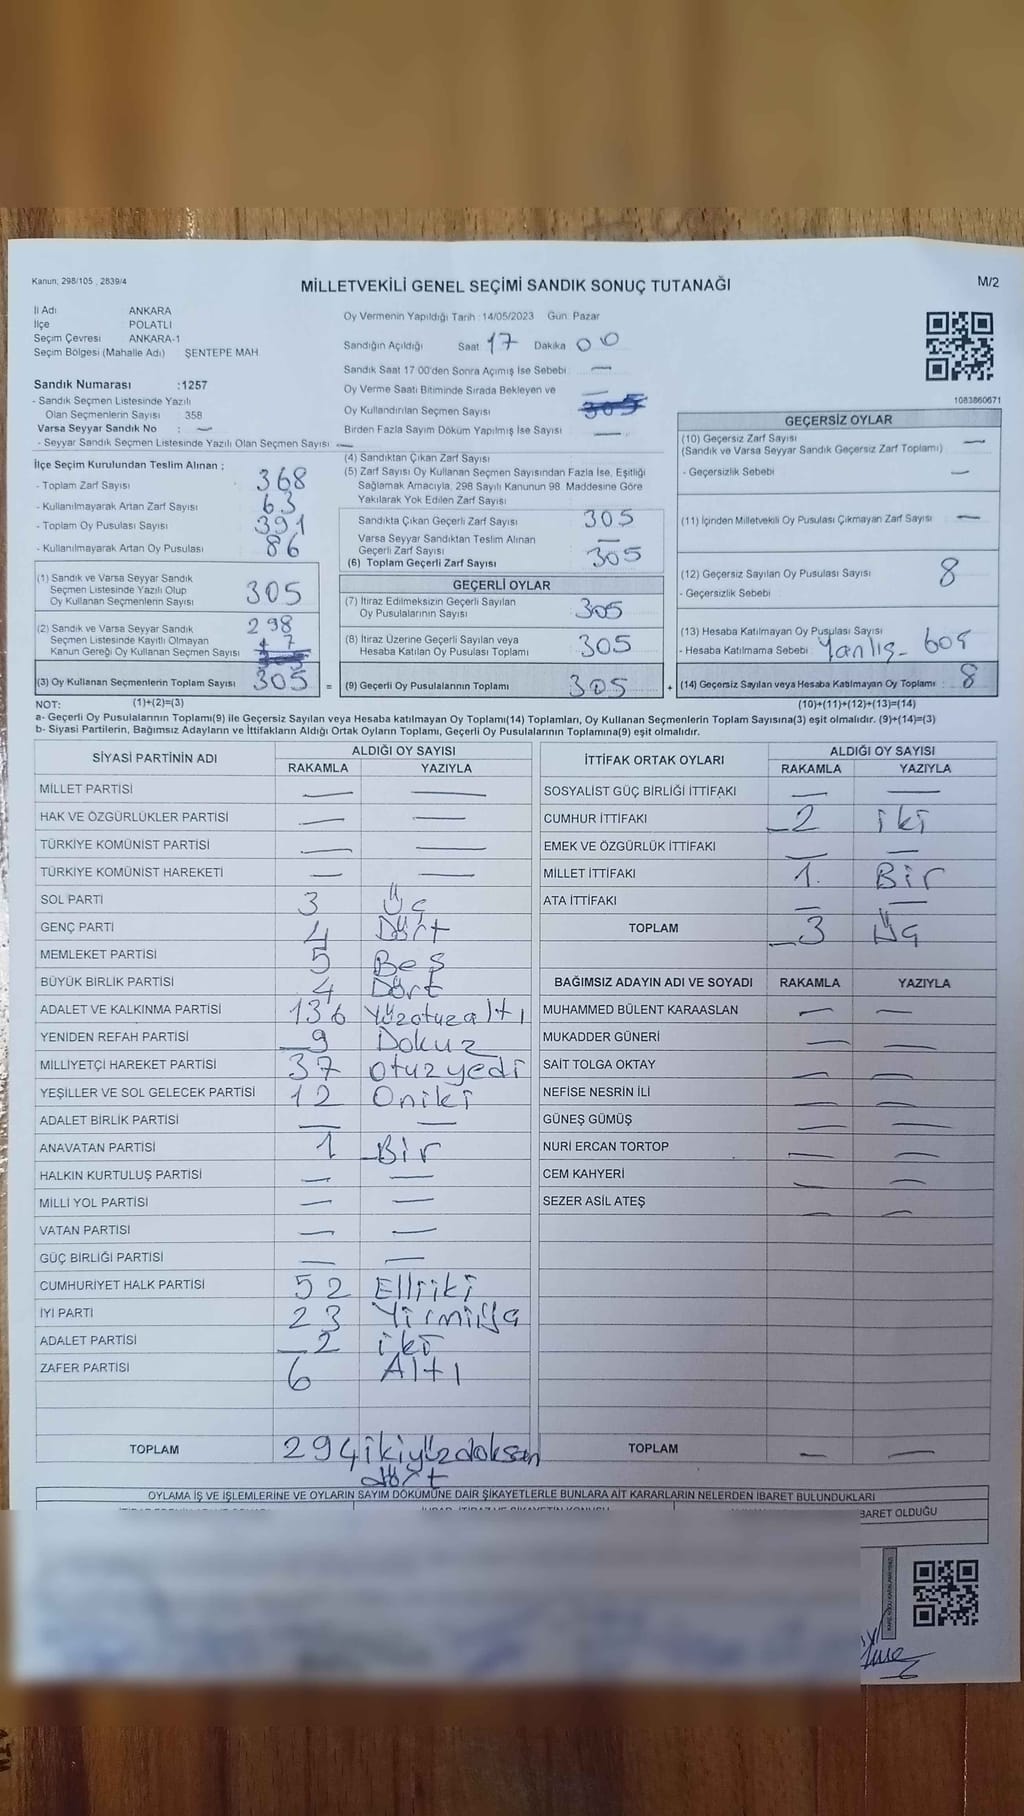 Kanun; 298/105 , 2839/4
MİLLETVEKİLİ GENEL SEÇİMİ SANDIK SONUÇ TUTANAĞI
M/2
İl Adı ANKARA
İlçe POLATLI
Seçim Çevresi ANKARA-1
Seçim Bölgesi (Mahalle Adı) ŞENTEPE MAH.
Oy Vermenin Yapıldığı Tarih :14/05/2023 Gün: Pazar
Sandığın Açıldığı Saat 17 Dakika 00
Sandık Saat 17:00'den Sonra Açımış İse Sebebi : —
Oy Verme Saati Bitiminde Sırada Bekleyen ve
Oy Kullandırılan Seçmen Sayısı
Birden Fazla Sayım Döküm Yapılmış İse Sayısı —
1083860671
Sandık Numarası :1257
- Sandık Seçmen Listesinde Yazılı
Olan Seçmenlerin Sayısı 358
Varsa Seyyar Sandık No : —
- Seyyar Sandık Seçmen Listesinde Yazılı Olan Seçmen Sayısı : —
İlçe Seçim Kurulundan Teslim Alınan ;
- Toplam Zarf Sayısı 368
- Kullanılmayarak Artan Zarf Sayısı 63
- Toplam Oy Pusulası Sayısı 391
- Kullanılmayarak Artan Oy Pusulası 86
(1) Sandık ve Varsa Seyyar Sandık
Seçmen Listesinde Yazılı Olup
Oy Kullanan Seçmenlerin Sayısı 305
(2) Sandık ve Varsa Seyyar Sandık 298
Seçmen Listesinde Kayıtlı Olmayan + 7
Kanun Gereği Oy Kullanan Seçmen Sayısı
(3) Oy Kullanan Seçmenlerin Toplam Sayısı 305 =
(4) Sandıktan Çıkan Zarf Sayısı
(5) Zarf Sayısı Oy Kullanan Seçmen Sayısından Fazla İse, Eşitliği
Sağlamak Amacıyla, 298 Sayılı Kanunun 98. Maddesine Göre
Yakılarak Yok Edilen Zarf Sayısı
Sandıkta Çıkan Geçerli Zarf Sayısı 305
Varsa Seyyar Sandıktan Teslim Alınan
Geçerli Zarf Sayısı —
(6) Toplam Geçerli Zarf Sayısı 305
GEÇERLİ OYLAR
(7) İtiraz Edilmeksizin Geçerli Sayılan
Oy Pusulalarının Sayısı 305
(8) İtiraz Üzerine Geçerli Sayılan veya
Hesaba Katılan Oy Pusulası Toplamı 305
(9) Geçerli Oy Pusulalarının Toplamı 305 +
GEÇERSİZ OYLAR
(10) Geçersiz Zarf Sayısı —
(Sandık ve Varsa Seyyar Sandık Geçersiz Zarf Toplamı)
- Geçersizlik Sebebi —
(11) İçinden Milletvekili Oy Pusulası Çıkmayan Zarf Sayısı —
(12) Geçersiz Sayılan Oy Pusulası Sayısı 8
- Geçersizlik Sebebi :
(13) Hesaba Katılmayan Oy Pusulası Sayısı
- Hesaba Katılmama Sebebi : Yanlış
(14) Geçersiz Sayılan veya Hesaba Katılmayan Oy Toplamı : 8
NOT: (1)+(2)=(3) (10)+(11)+(12)+(13)=(14)
a- Geçerli Oy Pusulalarının Toplamı(9) ile Geçersiz Sayılan veya Hesaba katılmayan Oy Toplamı(14) Toplamları, Oy Kullanan Seçmenlerin Toplam Sayısına(3) eşit olmalıdır. (9)+(14)=(3)
b- Siyasi Partilerin, Bağımsız Adayların ve İttifakların Aldığı Ortak Oyların Toplamı, Geçerli Oy Pusulalarının Toplamına(9) eşit olmalıdır.
SİYASİ PARTİNİN ADI ALDIĞI OY SAYISI
RAKAMLA YAZIYLA
MİLLET PARTİSİ — —
HAK VE ÖZGÜRLÜKLER PARTİSİ — —
TÜRKİYE KOMÜNİST PARTİSİ — —
TÜRKİYE KOMÜNİST HAREKETİ — —
SOL PARTİ 3 Üç
GENÇ PARTİ 4 Dört
MEMLEKET PARTİSİ 5 Beş
BÜYÜK BİRLİK PARTİSİ 4 Dört
ADALET VE KALKINMA PARTİSİ 136 Yüzotuzaltı
YENİDEN REFAH PARTİSİ 9 Dokuz
MİLLİYETÇİ HAREKET PARTİSİ 37 otuzyedi
YEŞİLLER VE SOL GELECEK PARTİSİ 12 Oniki
ADALET BİRLİK PARTİSİ — —
ANAVATAN PARTİSİ 1 Bir
HALKIN KURTULUŞ PARTİSİ — —
MİLLİ YOL PARTİSİ — —
VATAN PARTİSİ — —
GÜÇ BİRLİĞİ PARTİSİ — —
CUMHURİYET HALK PARTİSİ 52 Elliiki
İYİ PARTİ 23 Yirmiüç
ADALET PARTİSİ 2 iki
ZAFER PARTİSİ 6 Altı
TOPLAM 294 ikiyüzdoksan
dört
İTTİFAK ORTAK OYLARI ALDIĞI OY SAYISI
RAKAMLA YAZIYLA
SOSYALİST GÜÇ BİRLİĞİ İTTİFAKI — —
CUMHUR İTTİFAKI 2 iki
EMEK VE ÖZGÜRLÜK İTTİFAKI — —
MİLLET İTTİFAKI 1 Bir
ATA İTTİFAKI — —
TOPLAM 3 Üç
BAĞIMSIZ ADAYIN ADI VE SOYADI RAKAMLA YAZIYLA
MUHAMMED BÜLENT KARAASLAN — —
MUKADDER GÜNERİ — —
SAİT TOLGA OKTAY — —
NEFİSE NESRİN İLİ — —
GÜNEŞ GÜMÜŞ — —
NURİ ERCAN TORTOP — —
CEM KAHYERİ — —
SEZER ASİL ATEŞ — —
TOPLAM — —
OYLAMA İŞ VE İŞLEMLERİNE VE OYLARIN SAYIM DÖKÜMÜNE DAİR ŞİKAYETLERLE BUNLARA AİT KARARLARIN NELERDEN İBARET BULUNDUKLARI
BARET OLDUĞU